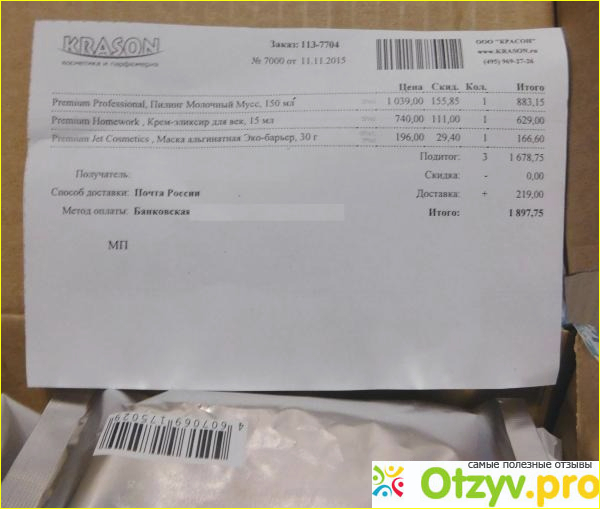 KRASON
косметика и парфюмерия
Заказ: 113-7704
№ 7000 от 11.11.2015
ООО "КРАСОН"
www.KRASON.ru
(495) 969-27-26
Цена Скид. Кол. Итого
Premium Professional, Пилинг Молочный Мусс, 150 мл 1 039,00 155,85 1 883,15
Premium Homework , Крем-эликсир для век, 15 мл 740,00 111,00 1 629,00
Premium Jet Cosmetics , Маска альгинатная Эко-барьер, 30 г 196,00 29,40 1 166,60
Подитог: 3 1 678,75
Получатель: Скидка: - 0,00
Способ доставки: Почта России Доставка: + 219,00
Метод оплаты: Банковская Итого: 1 897,75
МП
4 607069 175029
самые полезные отзывы
Otzyv.pro